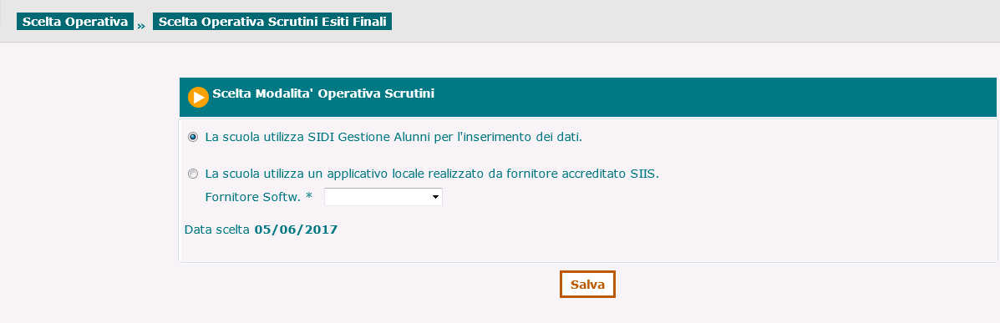 Scelta Operativa » Scelta Operativa Scrutini Esiti Finali
Scelta Modalita' Operativa Scrutini
La scuola utilizza SIDI Gestione Alunni per l'inserimento dei dati.
La scuola utilizza un applicativo locale realizzato da fornitore accreditato SIIS.
Fornitore Softw. *
Data scelta 05/06/2017
Salva